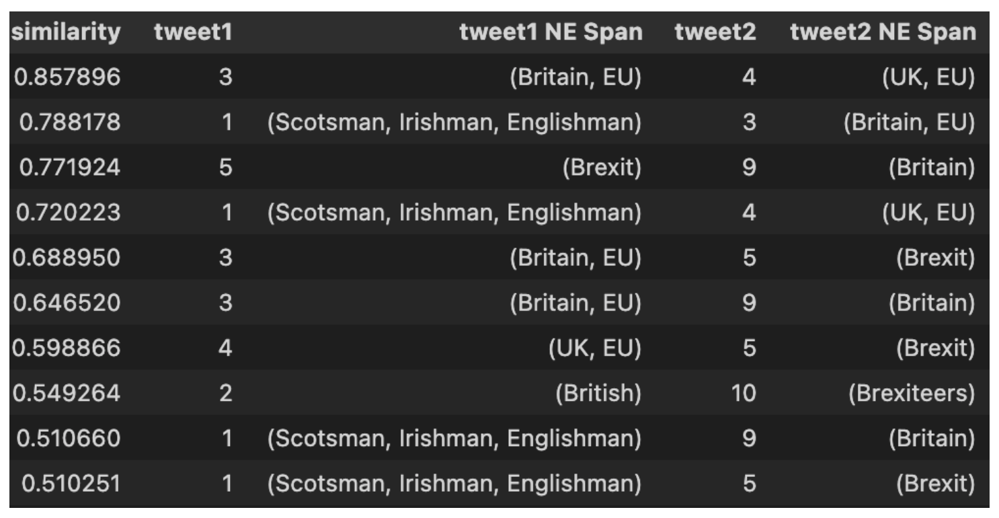 similarity tweet1 tweet1 NE Span tweet2 tweet2 NE Span
0.857896 3 (Britain, EU) 4 (UK, EU)
0.788178 1 (Scotsman, Irishman, Englishman) 3 (Britain, EU)
0.771924 5 (Brexit) 9 (Britain)
0.720223 1 (Scotsman, Irishman, Englishman) 4 (UK, EU)
0.688950 3 (Britain, EU) 5 (Brexit)
0.646520 3 (Britain, EU) 9 (Britain)
0.598866 4 (UK, EU) 5 (Brexit)
0.549264 2 (British) 10 (Brexiteers)
0.510660 1 (Scotsman, Irishman, Englishman) 9 (Britain)
0.510251 1 (Scotsman, Irishman, Englishman) 5 (Brexit)